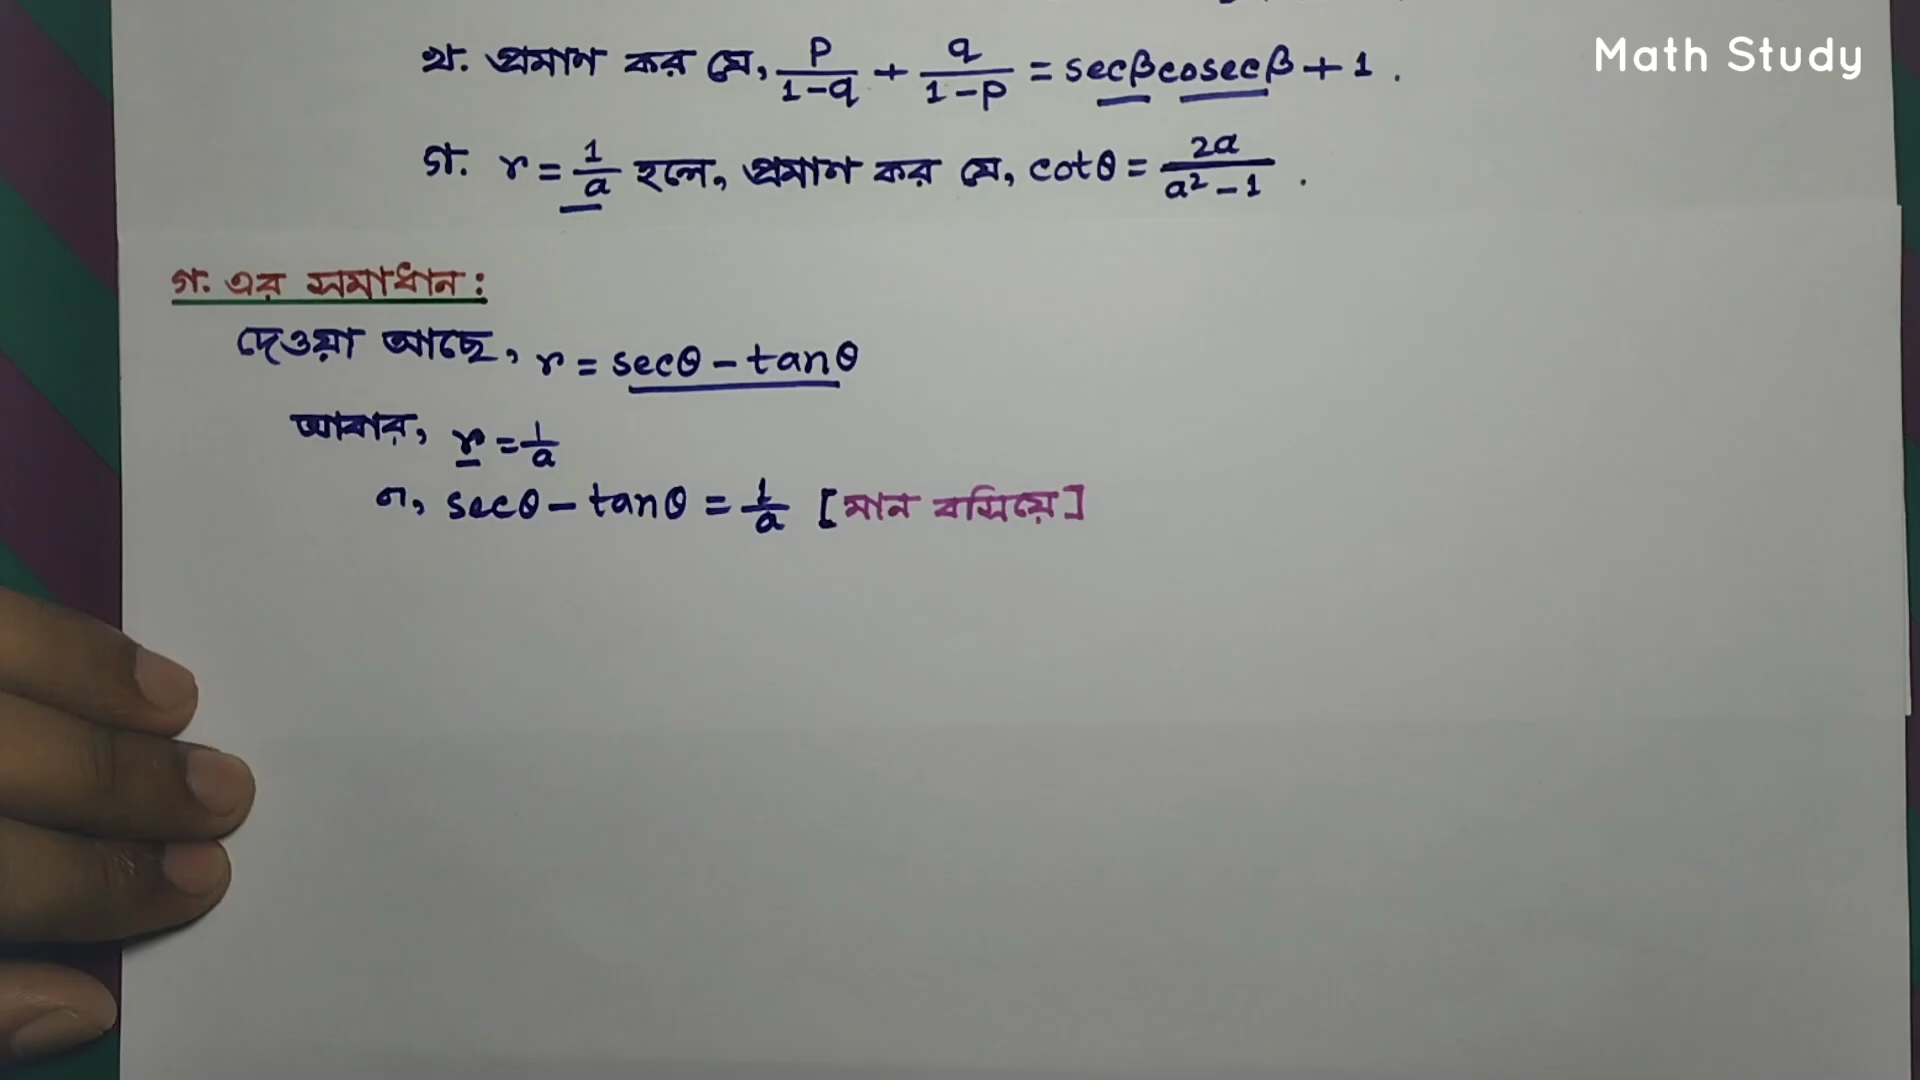 Math Study
খ. প্রমাণ কর যে, p/(1-q) + q/(1-p) = secβcosecβ + 1 .
গ. r = 1/a হলে, প্রমাণ কর যে, cotθ = 2a/(a² - 1) .
গ. এর সমাধান :
দেওয়া আছে, r = secθ - tanθ
আবার, r = 1/a
বা, secθ - tanθ = 1/a [মান বসিয়ে]